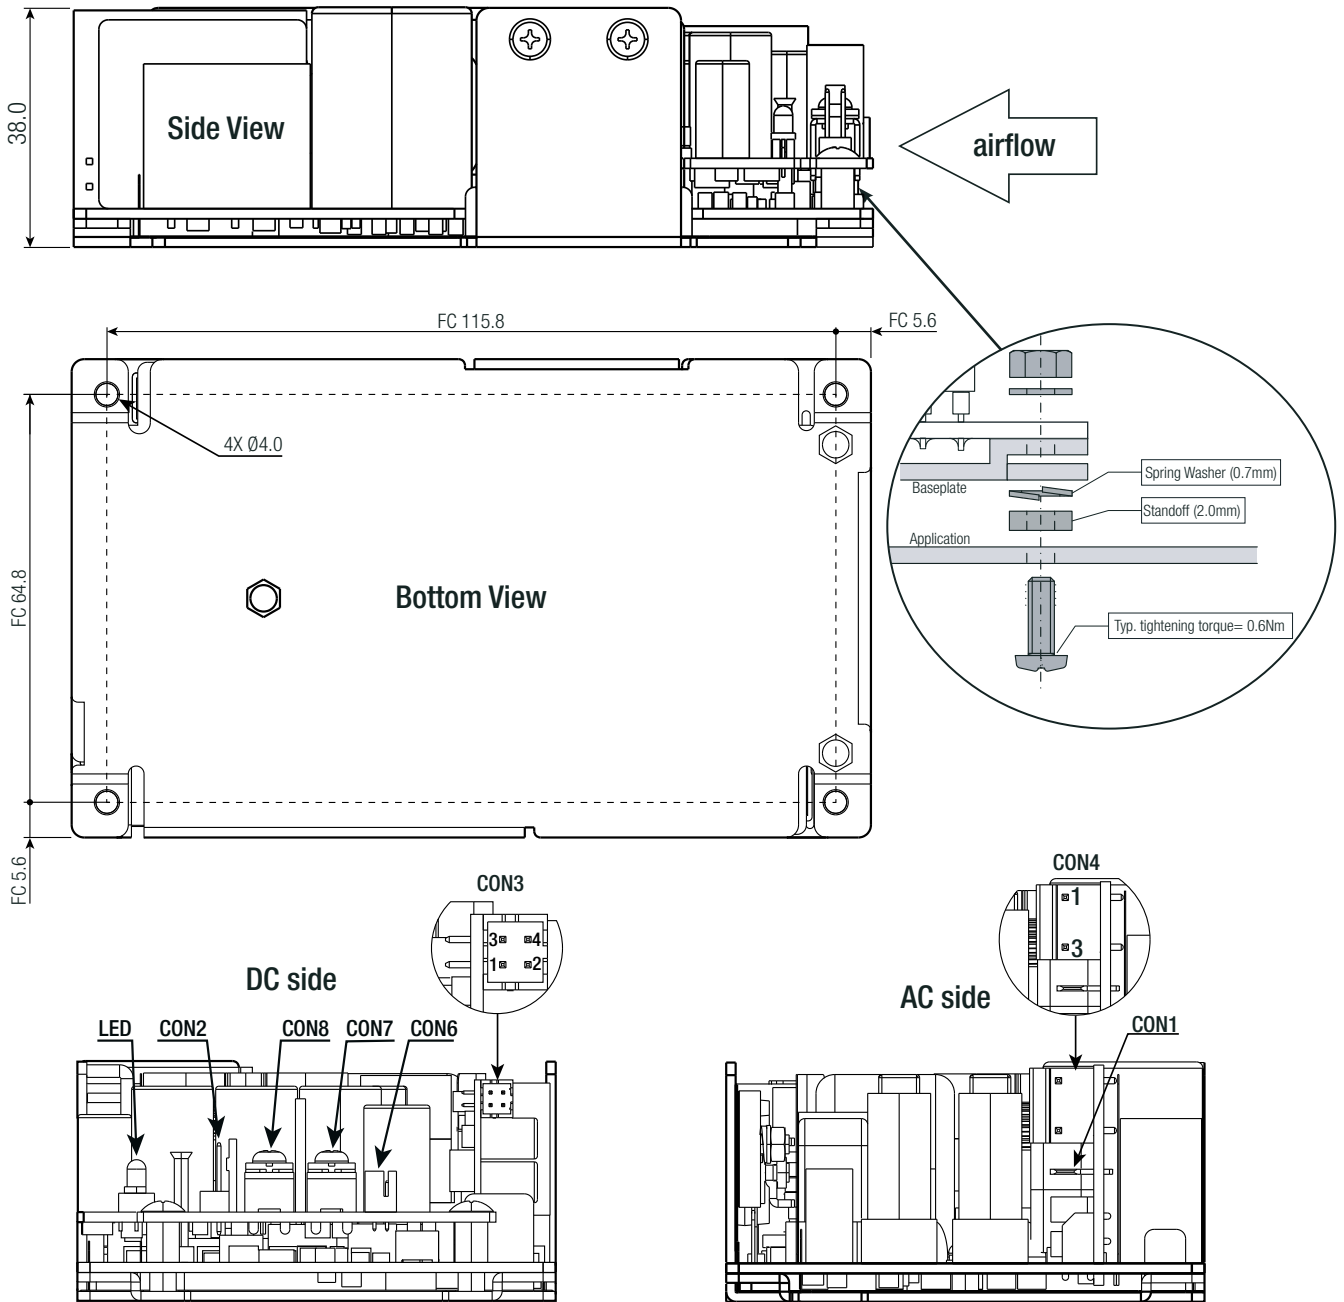 38.0
Side View
airflow
FC 115.8
FC 5.6
4X Ø4.0
FC 64.8
Bottom View
FC 5.6
Baseplate
Spring Washer (0.7mm)
Standoff (2.0mm)
Application
Typ. tightening torque= 0.6Nm
CON3
3 4
1 2
DC side
LED
CON2
CON8
CON7
CON6
CON4
1
3
AC side
CON1